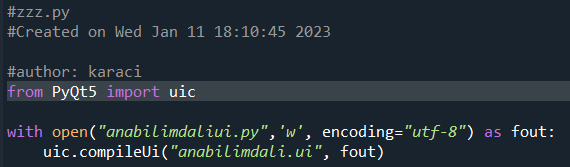 #zzz.py
#Created on Wed Jan 11 18:10:45 2023
#author: karaci
from PyQt5 import uic
with open("anabilimdaliui.py",'w', encoding="utf-8") as fout:
    uic.compileUi("anabilimdali.ui", fout)